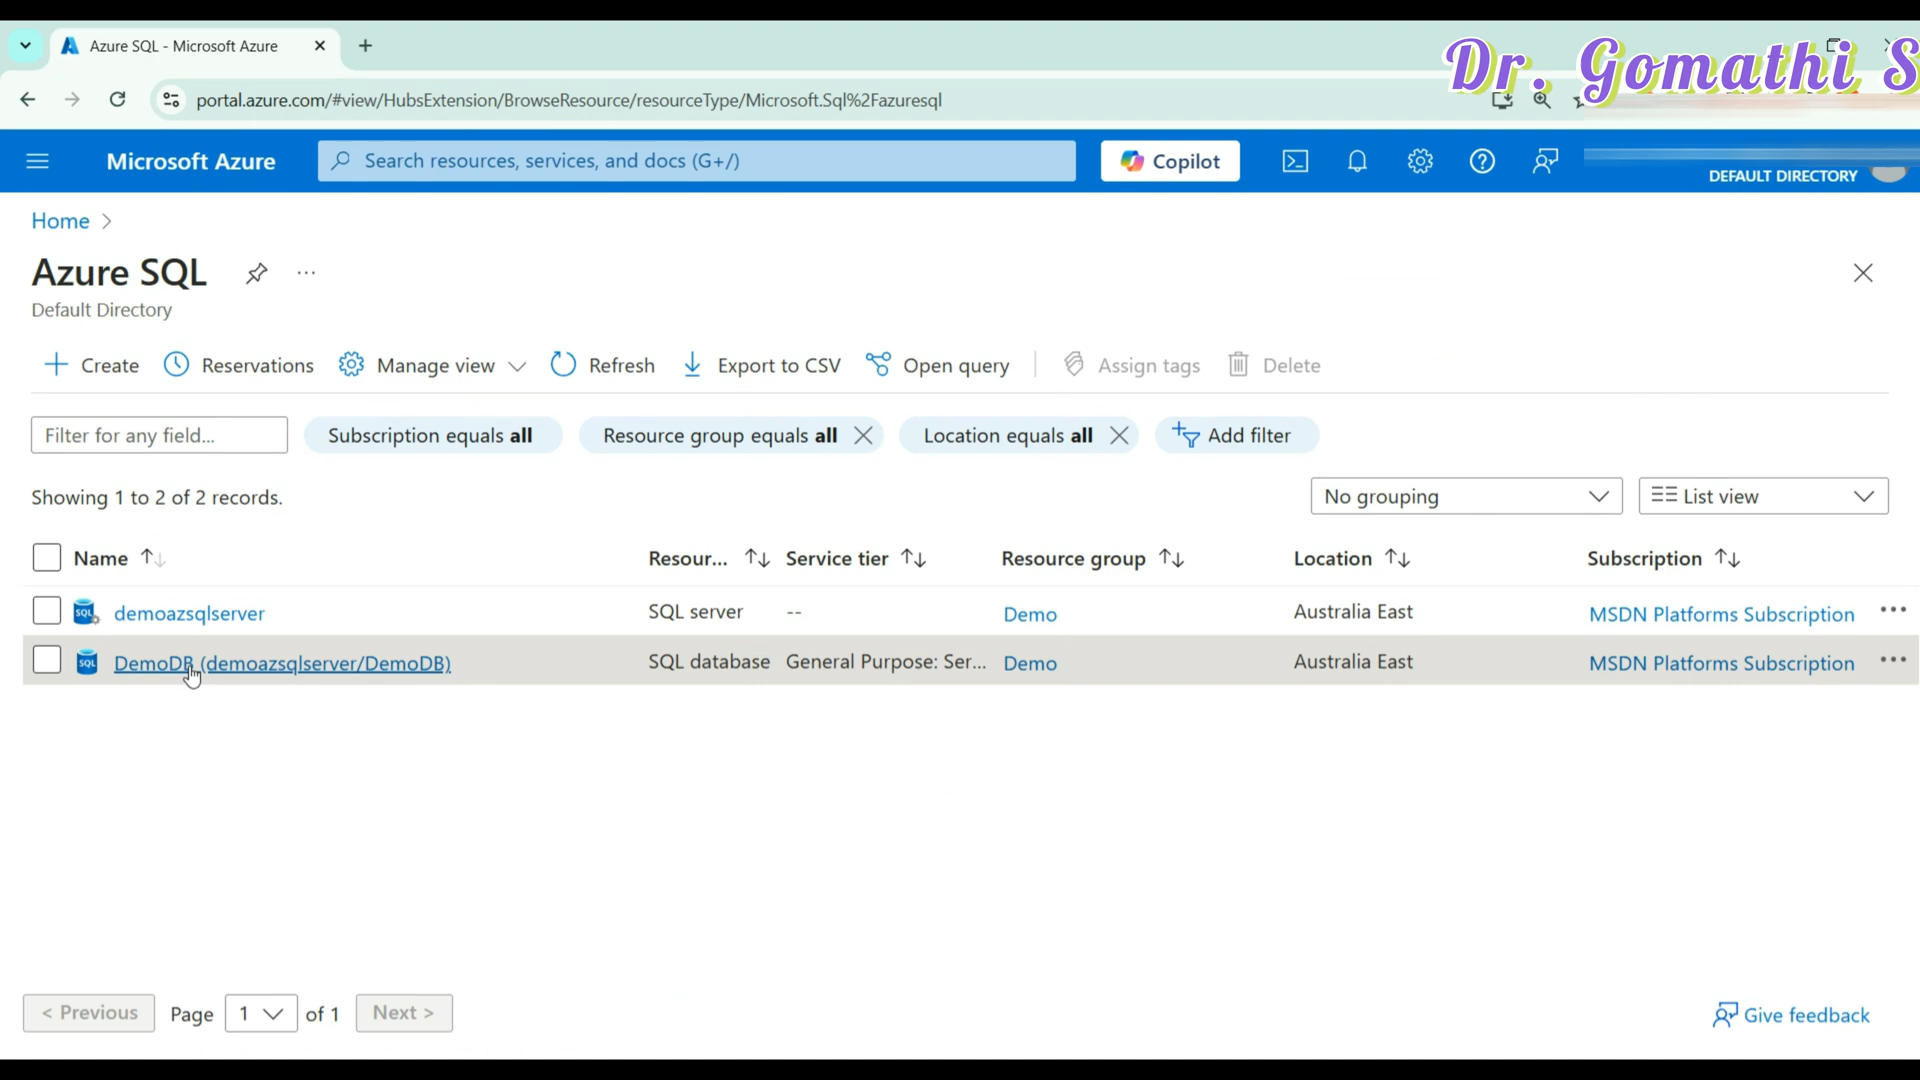 Azure SQL - Microsoft Azure
Dr. Gomathi S
portal.azure.com/#view/HubsExtension/BrowseResource/resourceType/Microsoft.Sql%2Fazuresql
Microsoft Azure
Search resources, services, and docs (G+/)
Copilot
DEFAULT DIRECTORY
Home
Azure SQL
Default Directory
Create Reservations Manage view Refresh Export to CSV Open query Assign tags Delete
Filter for any field... Subscription equals all Resource group equals all Location equals all Add filter
Showing 1 to 2 of 2 records. No grouping List view
Name Resour... Service tier Resource group Location Subscription
SQL demoazsqlserver SQL server -- Demo Australia East MSDN Platforms Subscription
SQL DemoDB (demoazsqlserver/DemoDB) SQL database General Purpose: Ser... Demo Australia East MSDN Platforms Subscription
< Previous Page 1 of 1 Next > Give feedback